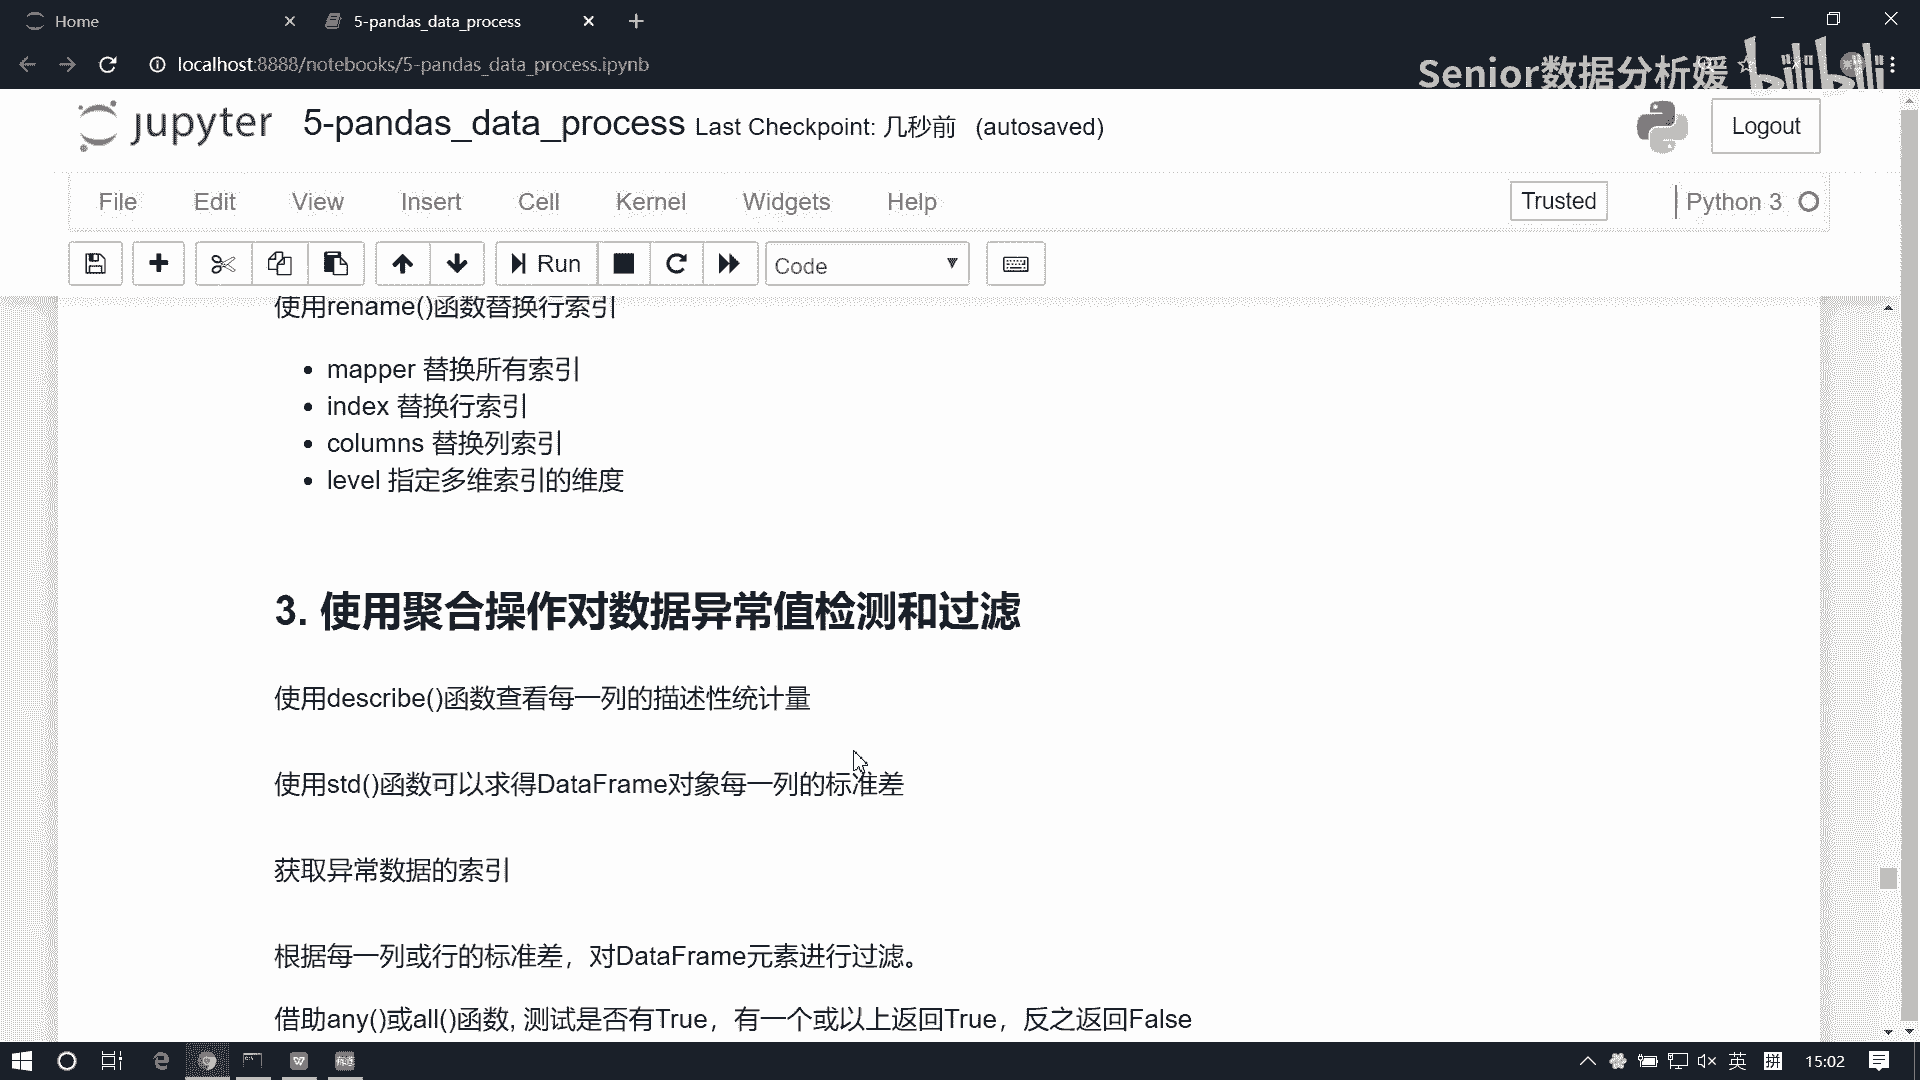 Home
5-pandas_data_process
localhost:8888/notebooks/5-pandas_data_process.ipynb
Senior数据分析媛
bilibili
jupyter
5-pandas_data_process Last Checkpoint: 几秒前 (autosaved)
Logout
File Edit View Insert Cell Kernel Widgets Help
Trusted
Python 3
Run
Code
使用rename()函数替换行索引
mapper 替换所有索引
index 替换行索引
columns 替换列索引
level 指定多维索引的维度
3. 使用聚合操作对数据异常值检测和过滤
使用describe()函数查看每一列的描述性统计量
使用std()函数可以求得DataFrame对象每一列的标准差
获取异常数据的索引
根据每一列或行的标准差，对DataFrame元素进行过滤。
借助any()或all()函数, 测试是否有True，有一个或以上返回True，反之返回False
英
拼
15:02